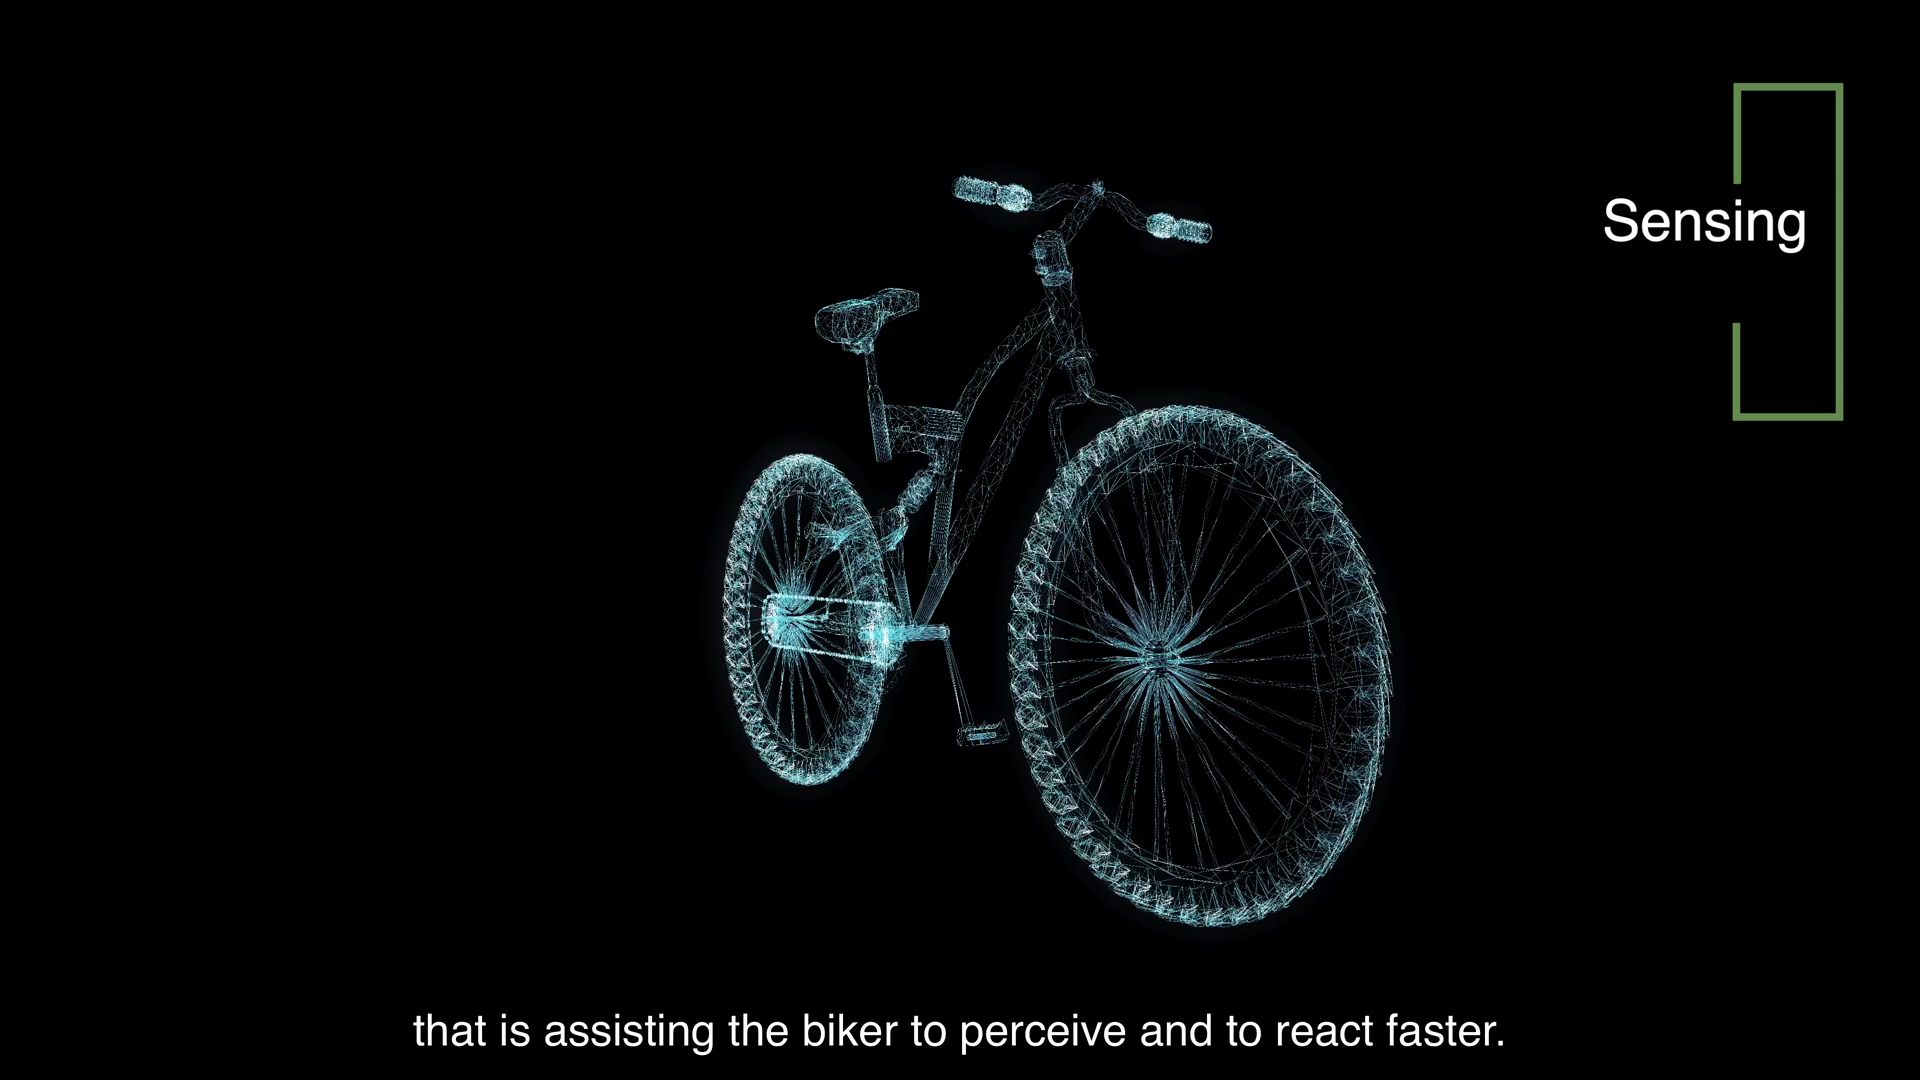 Sensing
that is assisting the biker to perceive and to react faster.